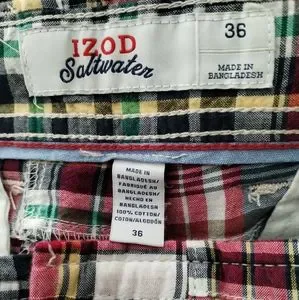 IZOD
Saltwater
36
MADE IN
BANGLADESH
MADE IN
BANGLADESH/
FABRIQUÉ AU
BANGLADESH/
HECHO EN
BANGLADESH
100% COTTON/
COTON/ALGODÓN
36